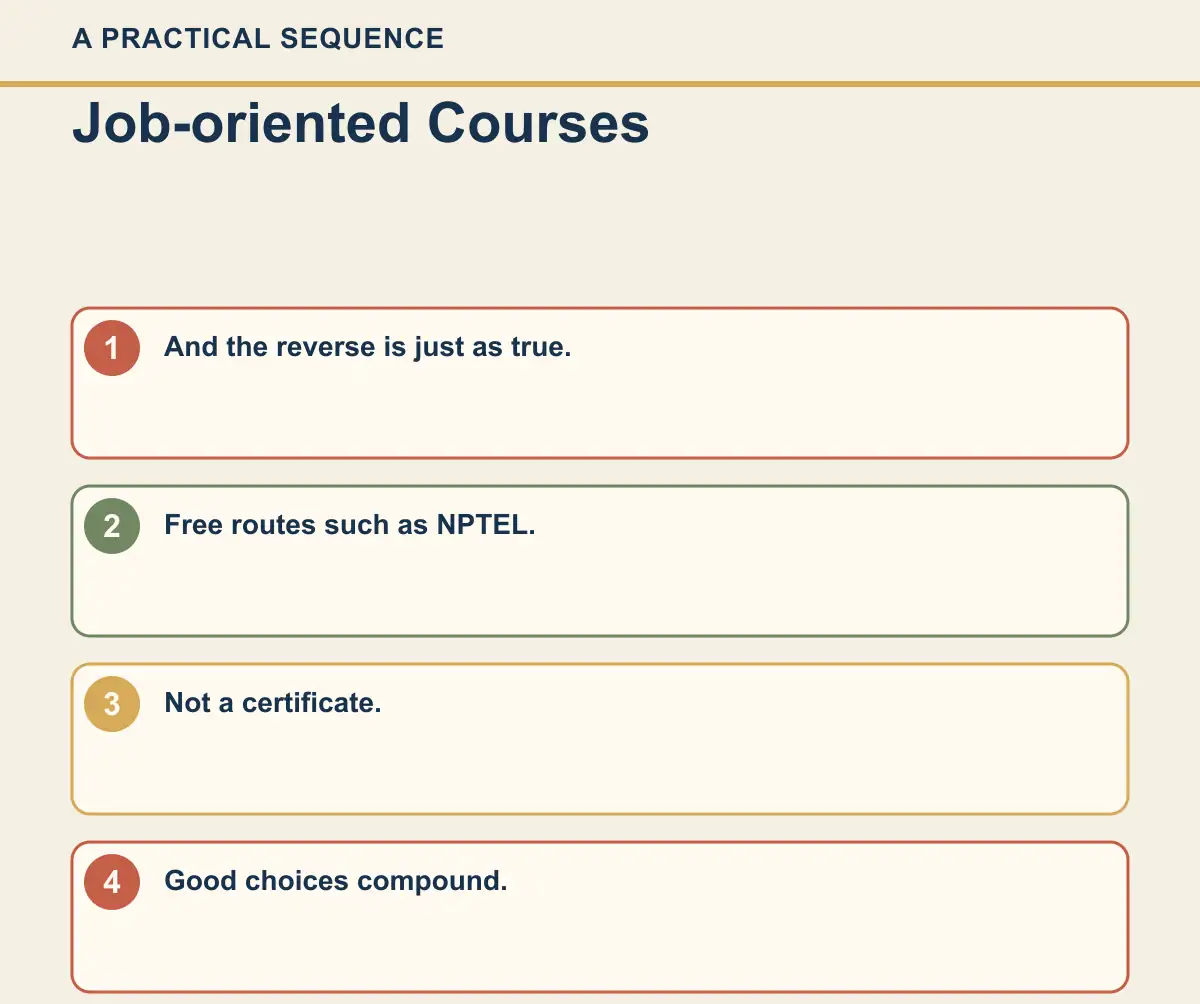 A PRACTICAL SEQUENCE
Job-oriented Courses
1
And the reverse is just as true.
2
Free routes such as NPTEL.
3
Not a certificate.
4
Good choices compound.